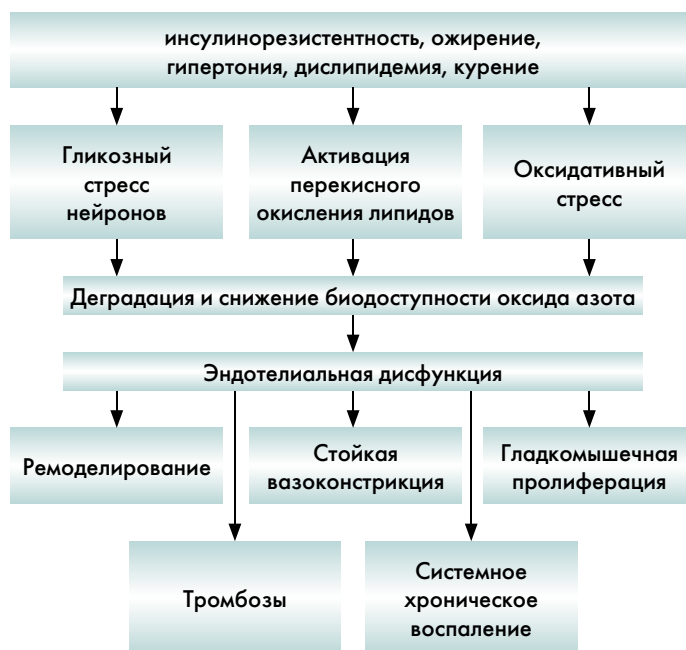 инсулинорезистентность, ожирение,
гипертония, дислипидемия, курение
Гликозный
стресс
нейронов
Активация
перекисного
окисления липидов
Оксидативный
стресс
Деградация и снижение биодоступности оксида азота
Эндотелиальная дисфункция
Ремоделирование
Стойкая
вазоконстрикция
Гладкомышечная
пролиферация
Тромбозы
Системное
хроническое
воспаление